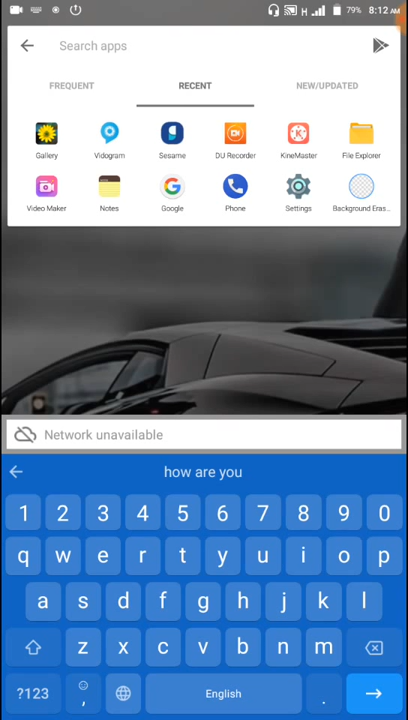 79% 8:12 AM
Search apps
FREQUENT RECENT NEW/UPDATED
Gallery Vidogram Sesame DU Recorder KineMaster File Explorer
Video Maker Notes Google Phone Settings Background Eras...
Network unavailable
how are you
1 2 3 4 5 6 7 8 9 0
q w e r t y u i o p
a s d f g h j k l
z x c v b n m
?123 , English .